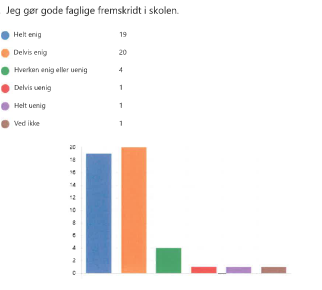 Jeg gør gode faglige fremskridt i skolen.
Helt enig 19
Delvis enig 20
Hverken enig eller uenig 4
Delvis uenig 1
Helt uenig 1
Ved ikke 1
20
18
16
14
12
10
8
6
4
2
0